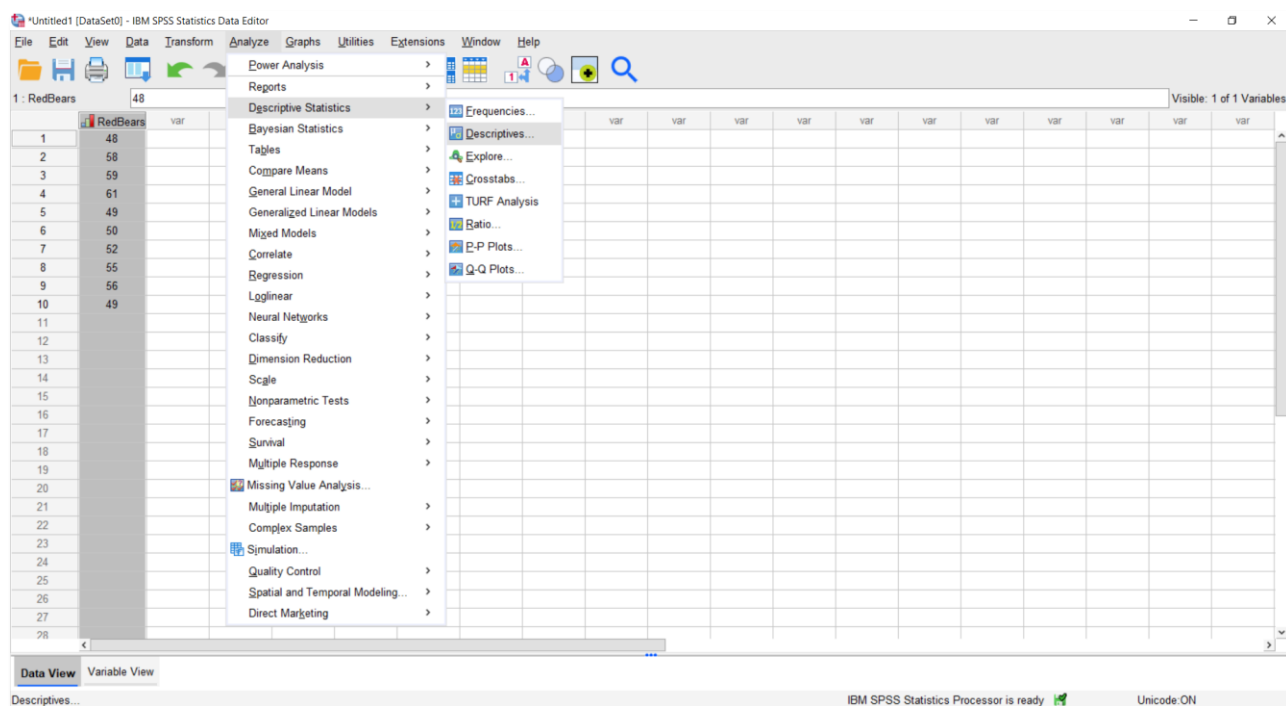 *Untitled1 [DataSet0] - IBM SPSS Statistics Data Editor
File Edit View Data Transform Analyze Graphs Utilities Extensions Window Help
1 : RedBears 48 Visible: 1 of 1 Variables
RedBears var var var var var var var var var var var var
1 48
2 58
3 59
4 61
5 49
6 50
7 52
8 55
9 56
10 49
11
12
13
14
15
16
17
18
19
20
21
22
23
24
25
26
27
28
Power Analysis
Reports
Descriptive Statistics
Bayesian Statistics
Tables
Compare Means
General Linear Model
Generalized Linear Models
Mixed Models
Correlate
Regression
Loglinear
Neural Networks
Classify
Dimension Reduction
Scale
Nonparametric Tests
Forecasting
Survival
Multiple Response
Missing Value Analysis...
Multiple Imputation
Complex Samples
Simulation...
Quality Control
Spatial and Temporal Modeling...
Direct Marketing
Frequencies...
Descriptives...
Explore...
Crosstabs...
TURF Analysis
Ratio...
P-P Plots...
Q-Q Plots...
Data View Variable View
Descriptives... IBM SPSS Statistics Processor is ready Unicode:ON